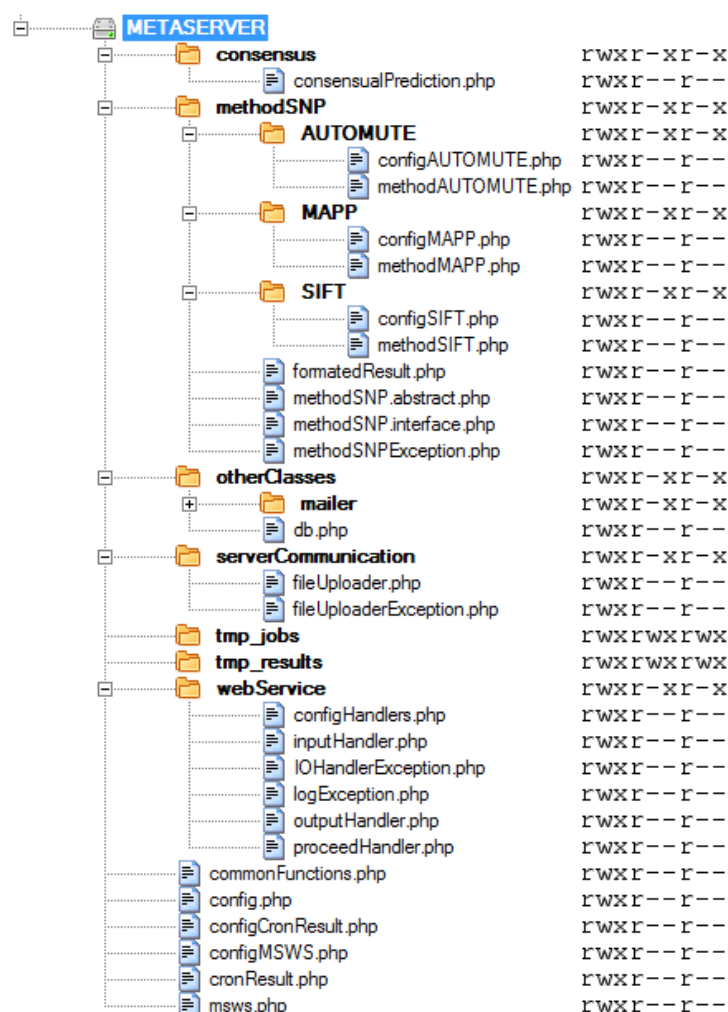 METASERVER
consensus rwxr-xr-x
consensualPrediction.php rwxr--r--
methodSNP rwxr-xr-x
AUTOMUTE rwxr-xr-x
configAUTOMUTE.php rwxr--r--
methodAUTOMUTE.php rwxr--r--
MAPP rwxr-xr-x
configMAPP.php rwxr--r--
methodMAPP.php rwxr--r--
SIFT rwxr-xr-x
configSIFT.php rwxr--r--
methodSIFT.php rwxr--r--
formatedResult.php rwxr--r--
methodSNP.abstract.php rwxr--r--
methodSNP.interface.php rwxr--r--
methodSNPException.php rwxr--r--
otherClasses rwxr-xr-x
mailer rwxr-xr-x
db.php rwxr--r--
serverCommunication rwxr-xr-x
fileUploader.php rwxr--r--
fileUploaderException.php rwxr--r--
tmp_jobs rwxrwxrwx
tmp_results rwxrwxrwx
webService rwxr-xr-x
configHandlers.php rwxr--r--
inputHandler.php rwxr--r--
IOHandlerException.php rwxr--r--
logException.php rwxr--r--
outputHandler.php rwxr--r--
proceedHandler.php rwxr--r--
commonFunctions.php rwxr--r--
config.php rwxr--r--
configCronResult.php rwxr--r--
configMSWS.php rwxr--r--
cronResult.php rwxr--r--
msws.php rwxr--r--